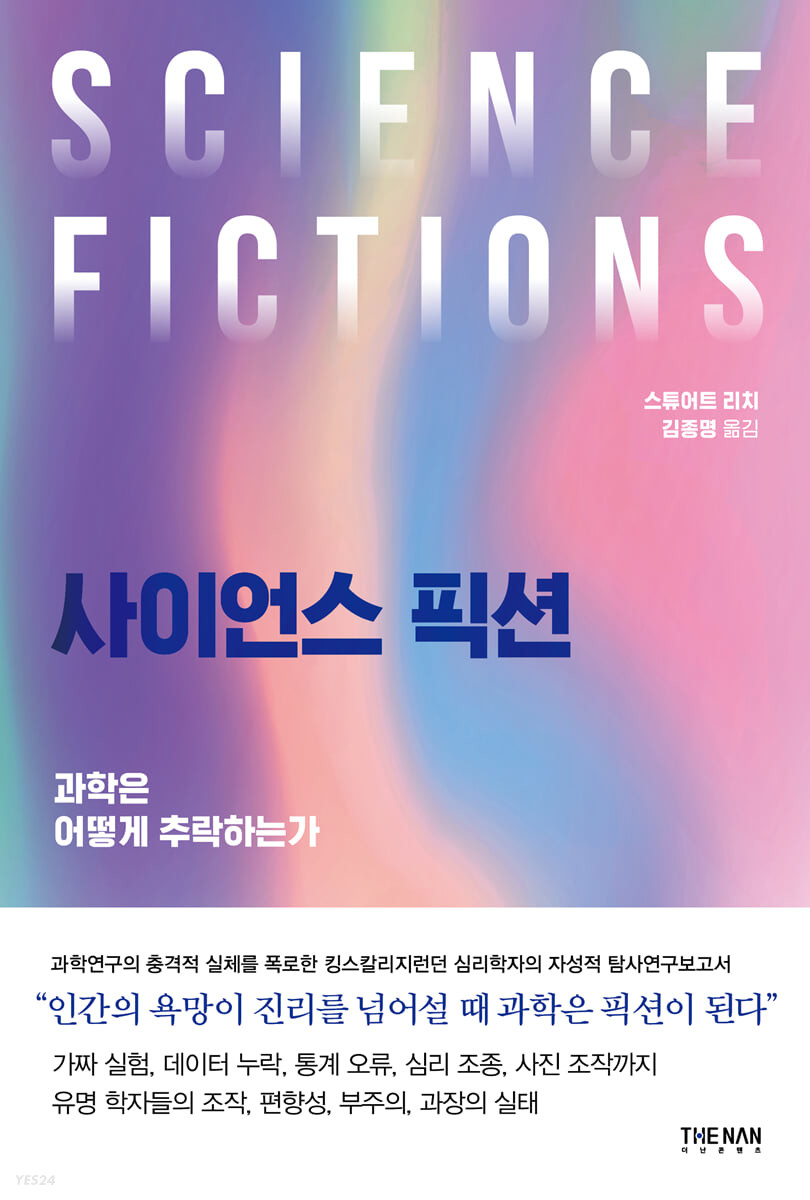 SCIENCE
FICTIONS
스튜어트 리치
김종명 옮김
사이언스 픽션
과학은
어떻게 추락하는가
과학연구의 충격적 실체를 폭로한 킹스칼리지런던 심리학자의 자성적 탐사연구보고서
“인간의 욕망이 진리를 넘어설 때 과학은 픽션이 된다”
가짜 실험, 데이터 누락, 통계 오류, 심리 조종, 사진 조작까지
유명 학자들의 조작, 편향성, 부주의, 과장의 실태
THE NAN
더난콘텐츠
YES24